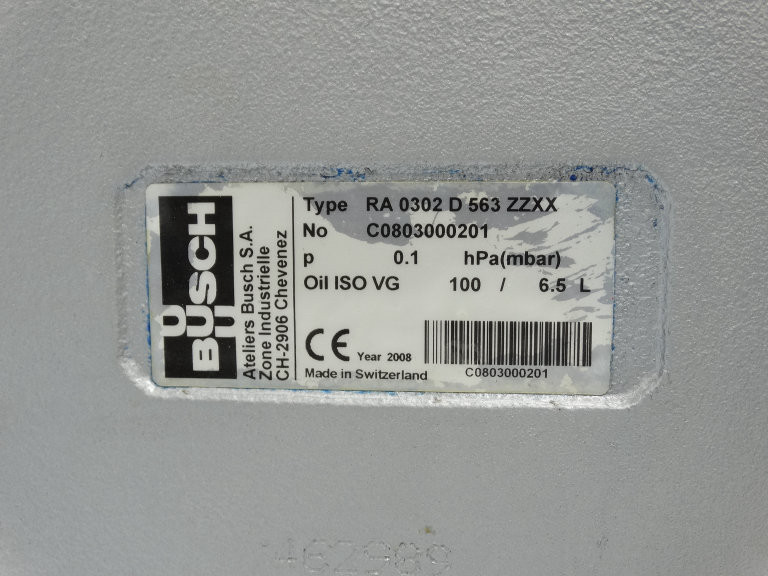 BUSCH
Ateliers Busch S.A.
Zone Industrielle
CH-2906 Chevenez
Type RA 0302 D 563 ZZXX
No C0803000201
p 0.1 hPa(mbar)
Oil ISO VG 100 / 6.5 L
CE Year 2008
Made in Switzerland
C0803000201